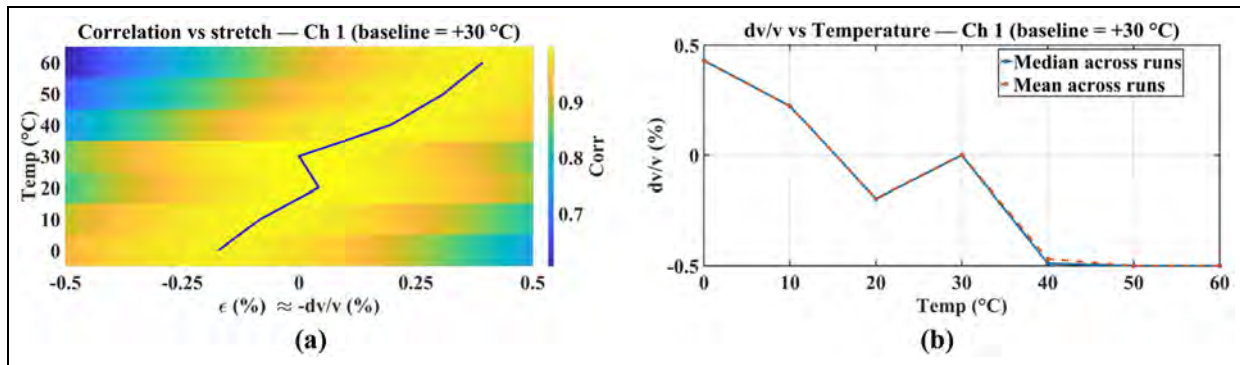 Correlation vs stretch — Ch 1 (baseline = +30 °C)
Temp (°C)
60
50
40
30
20
10
0
-0.5
-0.25
0
0.25
0.5
ϵ (%) ≈ -dv/v (%)
0.9
0.8
0.7
Corr
(a)
dv/v vs Temperature — Ch 1 (baseline = +30 °C)
Median across runs
Mean across runs
dv/v (%)
0.5
0
-0.5
0
10
20
30
40
50
60
Temp (°C)
(b)